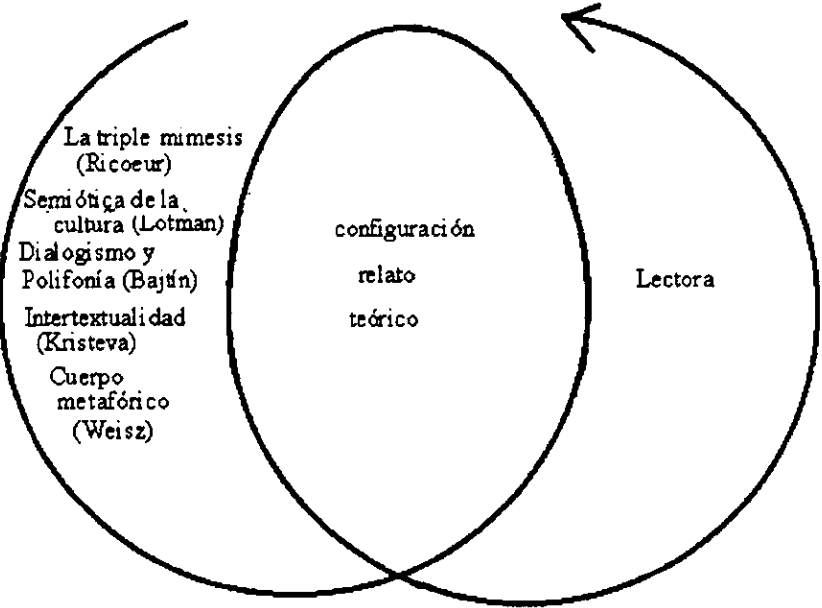 La triple mimesis
(Ricoeur)
Semiótica de la
cultura (Lotman)
Dialogismo y
Polifonía (Bajtín)
Intertextualidad
(Kristeva)
Cuerpo
metafórico
(Weisz)
configuración
relato
teórico
Lectora